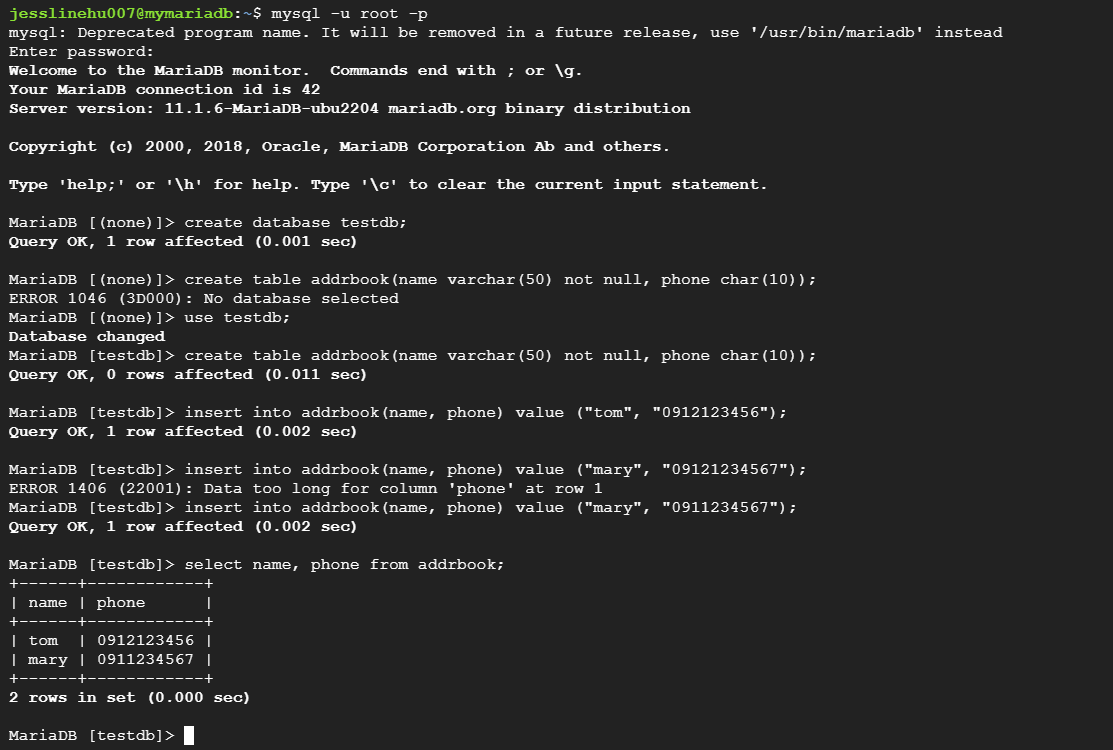 jesslinehu007@mymariadb:~$ mysql -u root -p
mysql: Deprecated program name. It will be removed in a future release, use '/usr/bin/mariadb' instead
Enter password:
Welcome to the MariaDB monitor.  Commands end with ; or \g.
Your MariaDB connection id is 42
Server version: 11.1.6-MariaDB-ubu2204 mariadb.org binary distribution

Copyright (c) 2000, 2018, Oracle, MariaDB Corporation Ab and others.

Type 'help;' or '\h' for help. Type '\c' to clear the current input statement.

MariaDB [(none)]> create database testdb;
Query OK, 1 row affected (0.001 sec)

MariaDB [(none)]> create table addrbook(name varchar(50) not null, phone char(10));
ERROR 1046 (3D000): No database selected
MariaDB [(none)]> use testdb;
Database changed
MariaDB [testdb]> create table addrbook(name varchar(50) not null, phone char(10));
Query OK, 0 rows affected (0.011 sec)

MariaDB [testdb]> insert into addrbook(name, phone) value ("tom", "0912123456");
Query OK, 1 row affected (0.002 sec)

MariaDB [testdb]> insert into addrbook(name, phone) value ("mary", "09121234567");
ERROR 1406 (22001): Data too long for column 'phone' at row 1
MariaDB [testdb]> insert into addrbook(name, phone) value ("mary", "0911234567");
Query OK, 1 row affected (0.002 sec)

MariaDB [testdb]> select name, phone from addrbook;
+------+------------+
| name | phone      |
+------+------------+
| tom  | 0912123456 |
| mary | 0911234567 |
+------+------------+
2 rows in set (0.000 sec)

MariaDB [testdb]>